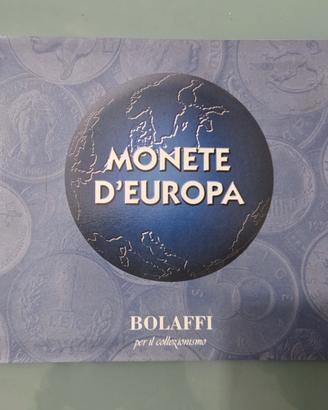 MONETE
D'EUROPA
BOLAFFI
per il collezionismo